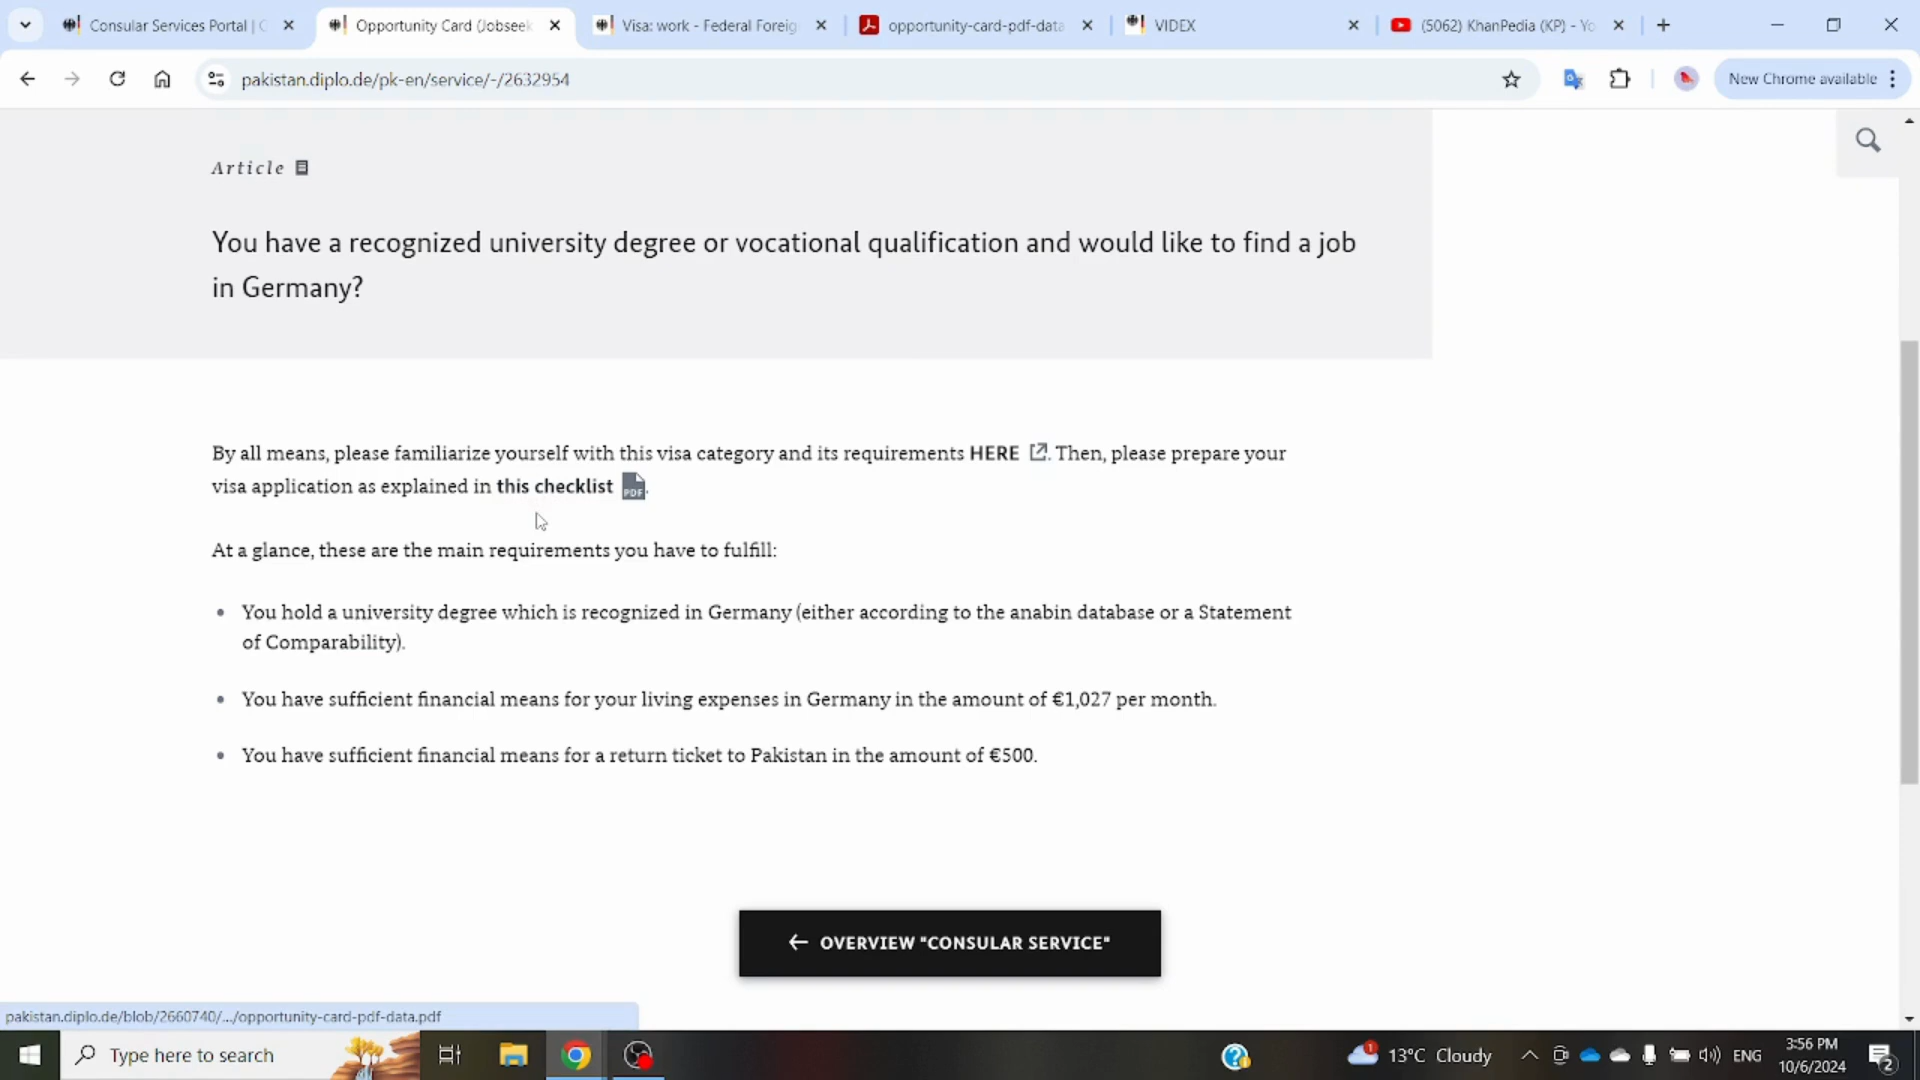 Consular Services Portal | C
Opportunity Card (Jobseek
Visa: work - Federal Foreig
opportunity-card-pdf-data
VIDEX
(5062) KhanPedia (KP) - Yo
pakistan.diplo.de/pk-en/service/-/2632954
New Chrome available
Article
You have a recognized university degree or vocational qualification and would like to find a job
in Germany?
By all means, please familiarize yourself with this visa category and its requirements HERE. Then, please prepare your
visa application as explained in this checklist PDF.
At a glance, these are the main requirements you have to fulfill:
• You hold a university degree which is recognized in Germany (either according to the anabin database or a Statement
of Comparability).
• You have sufficient financial means for your living expenses in Germany in the amount of €1,027 per month.
• You have sufficient financial means for a return ticket to Pakistan in the amount of €500.
← OVERVIEW "CONSULAR SERVICE"
pakistan.diplo.de/blob/2660740/.../opportunity-card-pdf-data.pdf
Type here to search
1
13°C Cloudy
ENG
3:56 PM
10/6/2024
2